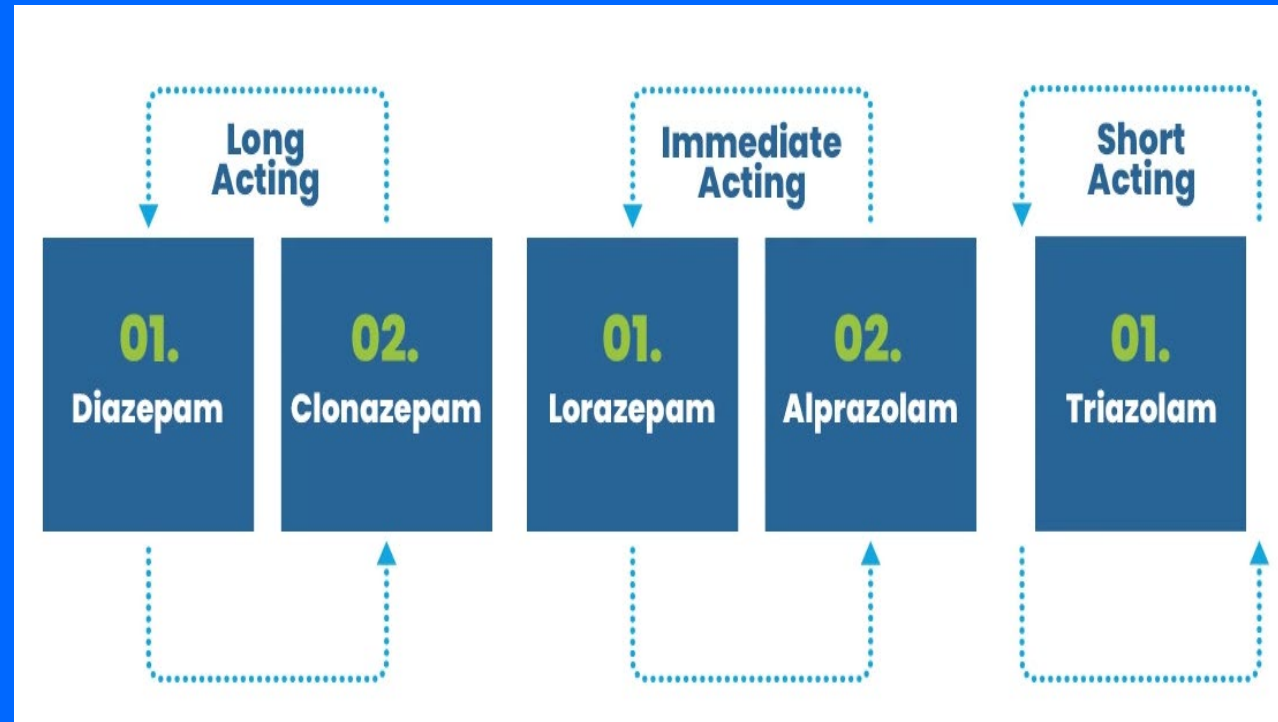 Long
Acting
Immediate
Acting
Short
Acting
01.
Diazepam
02.
Clonazepam
01.
Lorazepam
02.
Alprazolam
01.
Triazolam